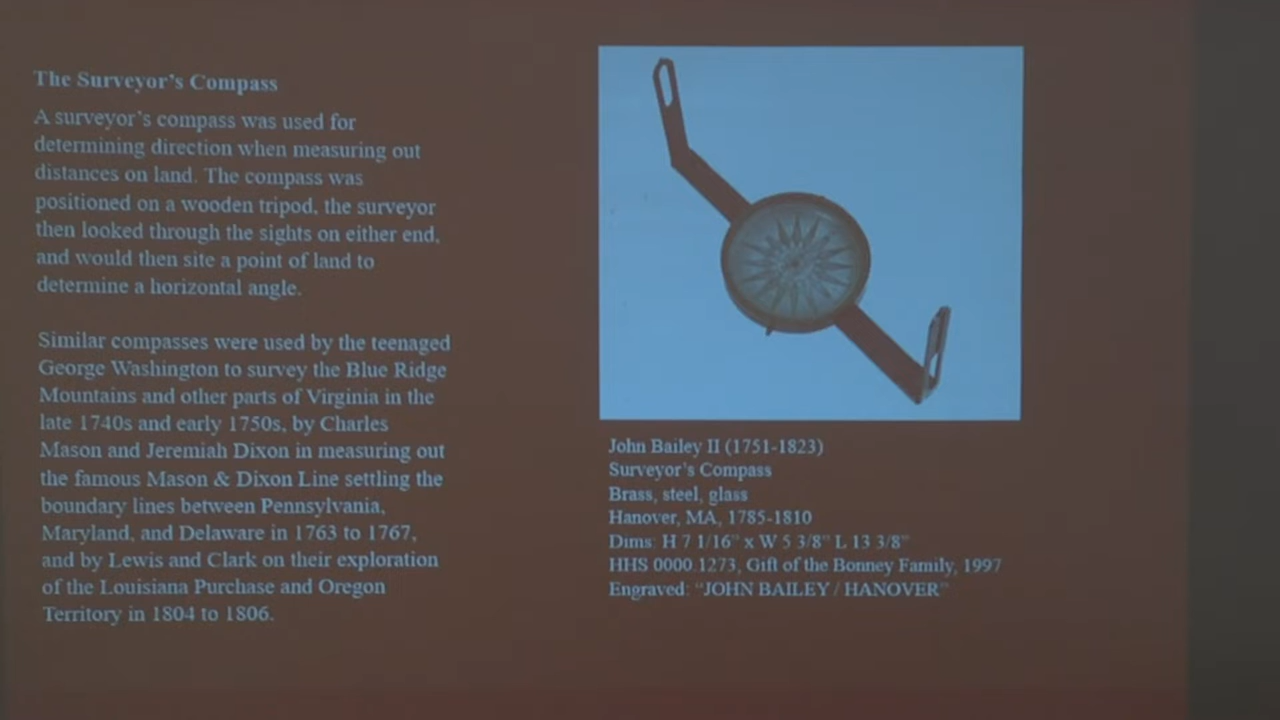 The Surveyor's Compass
A surveyor's compass was used for
determining direction when measuring out
distances on land. The compass was
positioned on a wooden tripod, the surveyor
then looked through the sights on either end,
and would then site a point of land to
determine a horizontal angle.
Similar compasses were used by the teenaged
George Washington to survey the Blue Ridge
Mountains and other parts of Virginia in the
late 1740s and early 1750s, by Charles
Mason and Jeremiah Dixon in measuring out
the famous Mason & Dixon Line settling the
boundary lines between Pennsylvania,
Maryland, and Delaware in 1763 to 1767,
and by Lewis and Clark on their exploration
of the Louisiana Purchase and Oregon
Territory in 1804 to 1806.
John Bailey II (1751-1823)
Surveyor's Compass
Brass, steel, glass
Hanover, MA, 1785-1810
Dims: H 7 1/16" x W 5 3/8" L 13 3/8"
HHS 0000.1273, Gift of the Bonney Family, 1997
Engraved: "JOHN BAILEY / HANOVER"